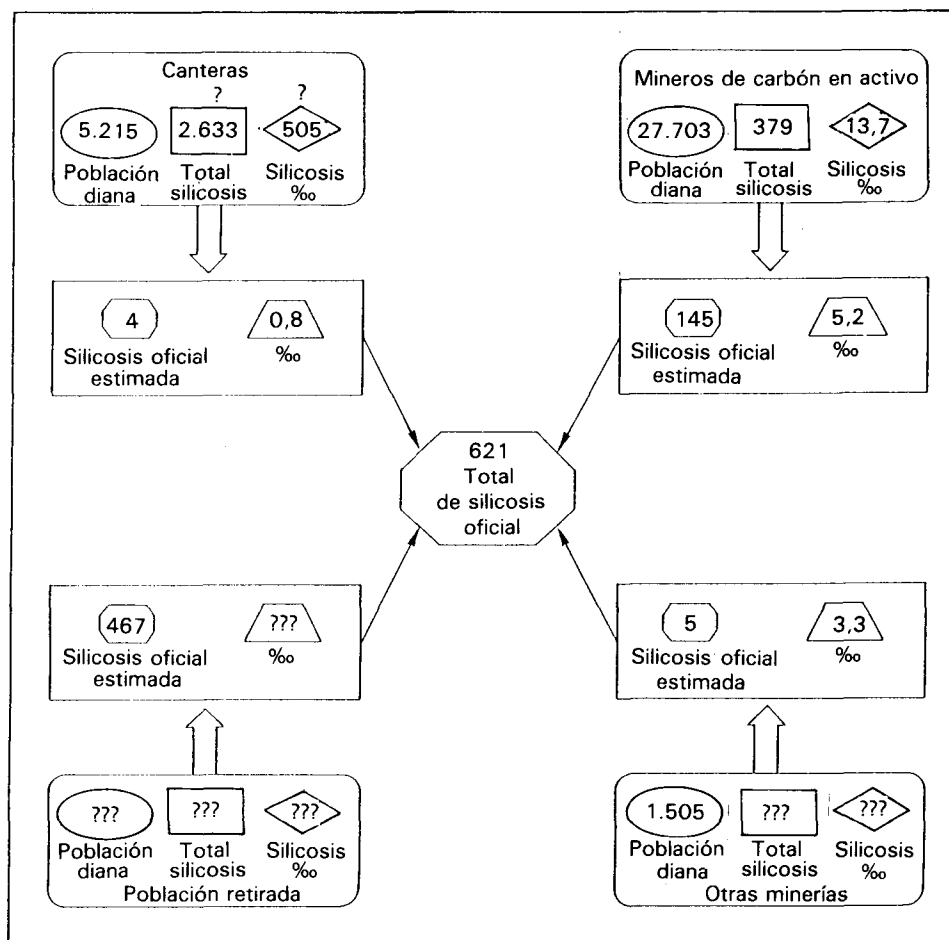 Canteras
? ?
5.215 2.633 505
Población Total Silicosis
diana silicosis ‰
Mineros de carbón en activo
27.703 379 13,7
Población Total Silicosis
diana silicosis ‰
4 0,8
Silicosis oficial ‰
estimada
145 5,2
Silicosis oficial ‰
estimada
621
Total
de silicosis
oficial
467 ???
Silicosis oficial ‰
estimada
5 3,3
Silicosis oficial ‰
estimada
??? ??? ???
Población Total Silicosis
diana silicosis ‰
Población retirada
1.505 ??? ???
Población Total Silicosis
diana silicosis ‰
Otras minerías